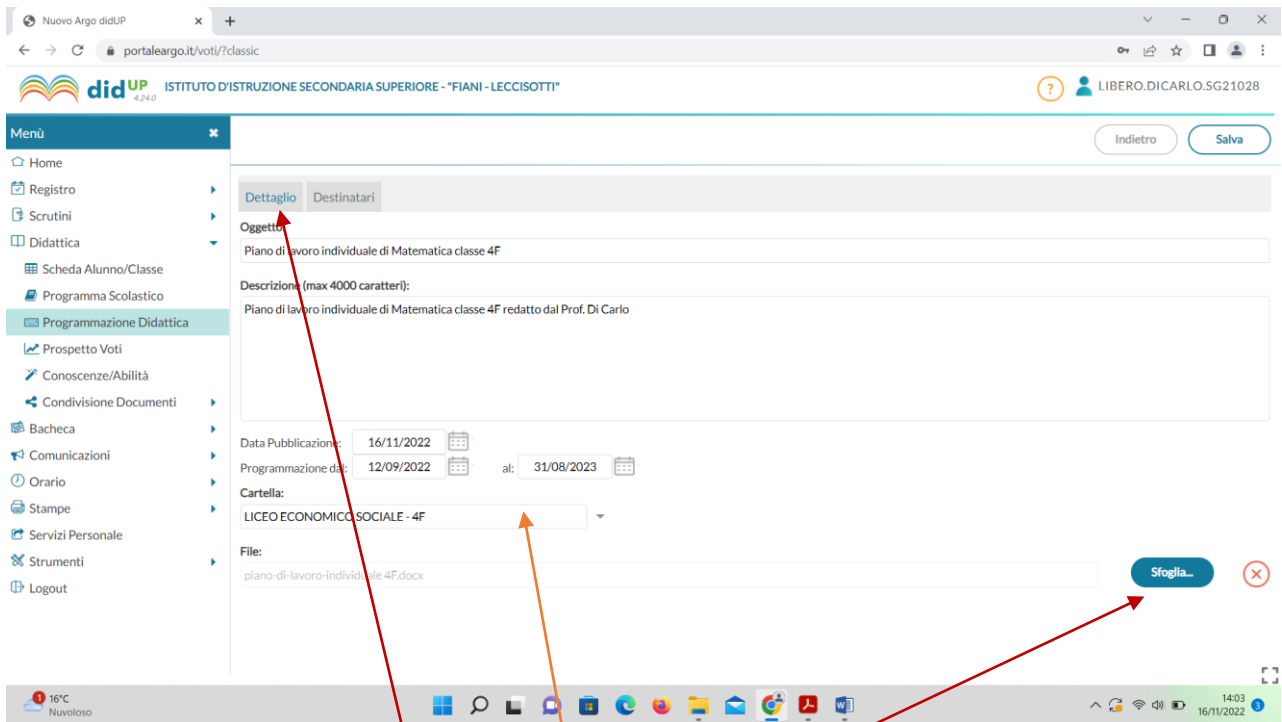 Nuovo Argo didUP
portaleargo.it/voti/?classic
didUP 4.24.0 ISTITUTO D'ISTRUZIONE SECONDARIA SUPERIORE - "FIANI - LECCISOTTI" ? LIBERO.DICARLO.SG21028
Menù
Indietro Salva
Home
Registro
Scrutini
Didattica
Scheda Alunno/Classe
Programma Scolastico
Programmazione Didattica
Prospetto Voti
Conoscenze/Abilità
Condivisione Documenti
Bacheca
Comunicazioni
Orario
Stampe
Servizi Personale
Strumenti
Logout
Dettaglio Destinatari
Oggetto:
Piano di lavoro individuale di Matematica classe 4F
Descrizione (max 4000 caratteri):
Piano di lavoro individuale di Matematica classe 4F redatto dal Prof. Di Carlo
Data Pubblicazione: 16/11/2022
Programmazione dal: 12/09/2022 al: 31/08/2023
Cartella:
LICEO ECONOMICO SOCIALE - 4F
File:
piano-di-lavoro-individuale 4F.docx
Sfoglia...
1 16°C
Nuvoloso
14:03
16/11/2022 3